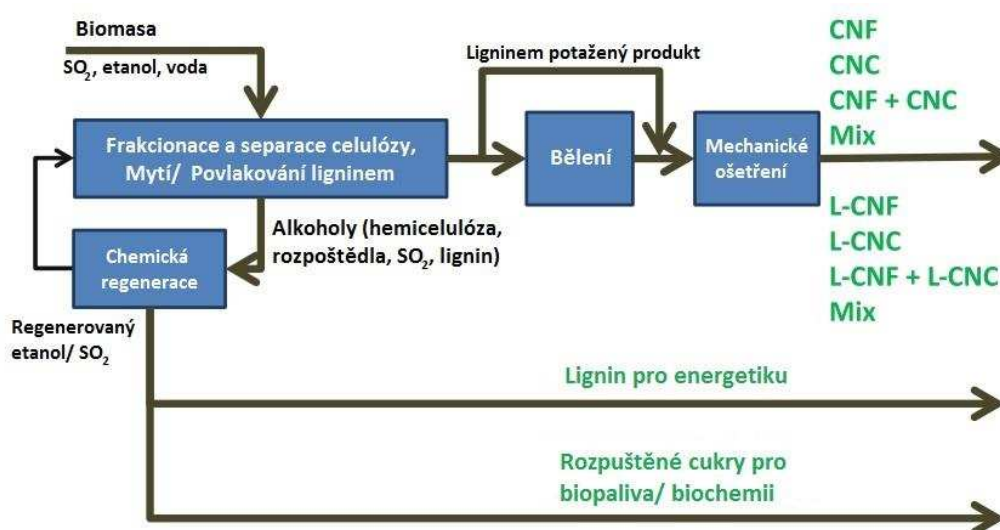 Biomasa
SO2, etanol, voda
Ligninem potažený produkt
CNF
CNC
CNF + CNC
Mix
Frakcionace a separace celulózy,
Mytí/ Povlakování ligninem
Bělení
Mechanické
ošetření
L-CNF
L-CNC
L-CNF + L-CNC
Mix
Alkoholy (hemicelulóza,
rozpoštědla, SO2, lignin)
Chemická
regenerace
Regenerovaný
etanol/ SO2
Lignin pro energetiku
Rozpuštěné cukry pro
biopaliva/ biochemii